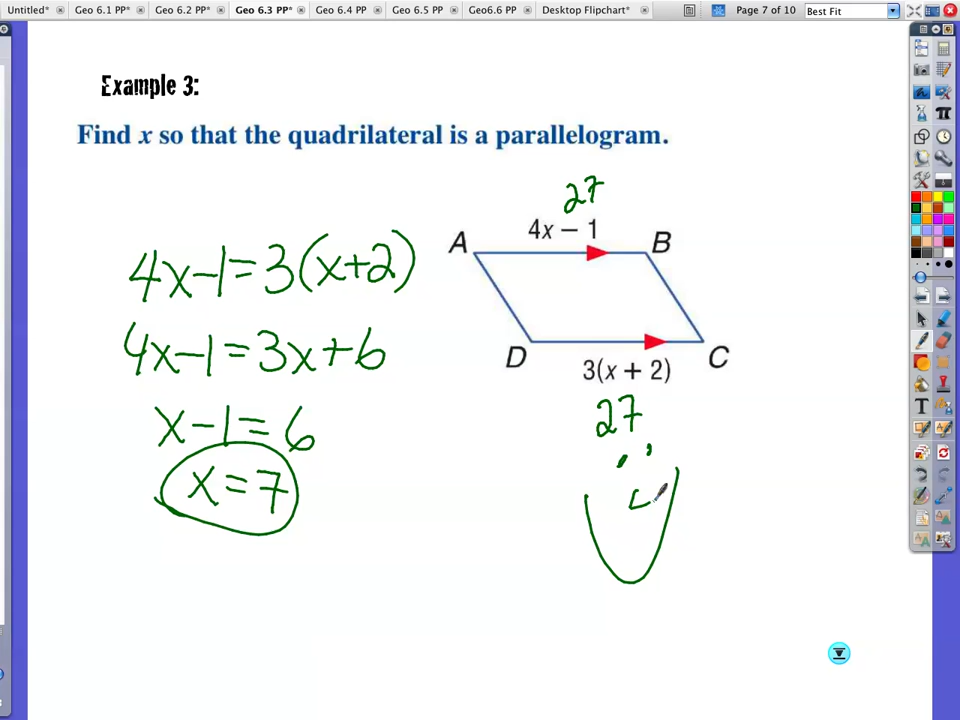 Untitled* Geo 6.1 PP* Geo 6.2 PP* Geo 6.3 PP* Geo 6.4 PP Geo 6.5 PP Geo6.6 PP Desktop Flipchart* Page 7 of 10 Best Fit
Example 3:
Find x so that the quadrilateral is a parallelogram.
27
4x − 1
A B
4x-1=3(x+2)
4x-1=3x+6
D C
3(x + 2)
27
x-1=6
x=7